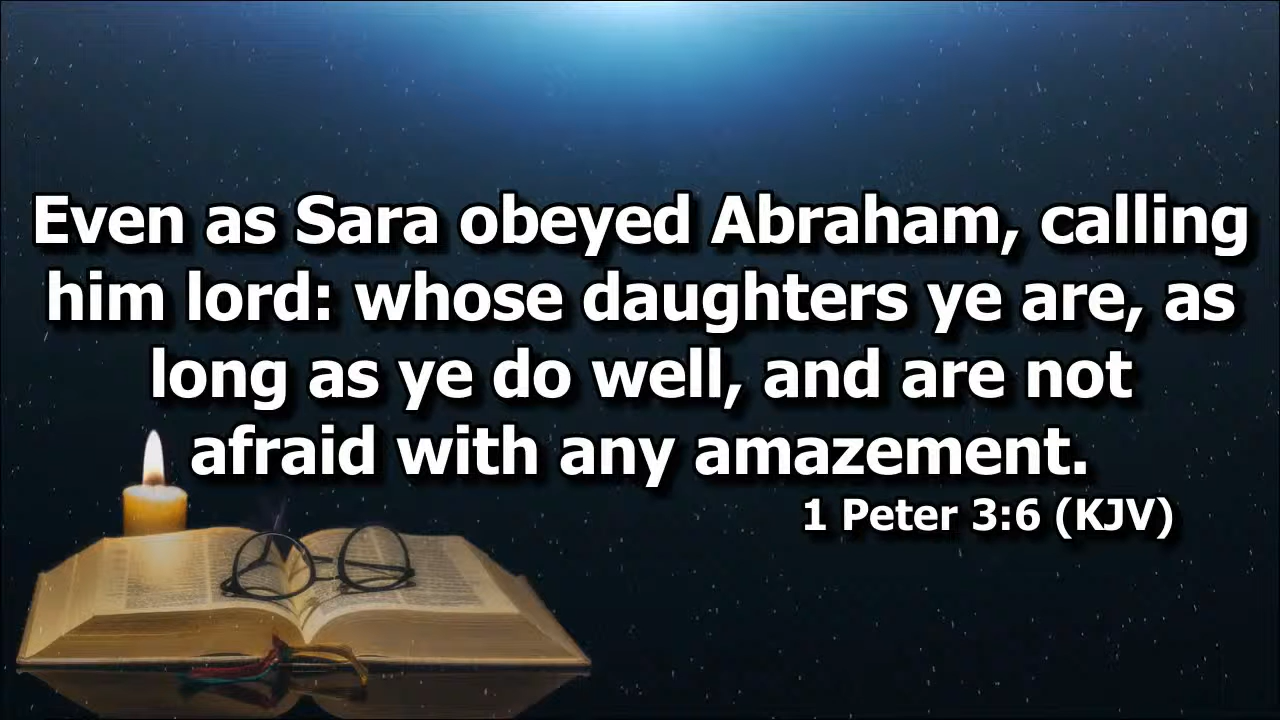 Even as Sara obeyed Abraham, calling
him lord: whose daughters ye are, as
long as ye do well, and are not
afraid with any amazement.
1 Peter 3:6 (KJV)